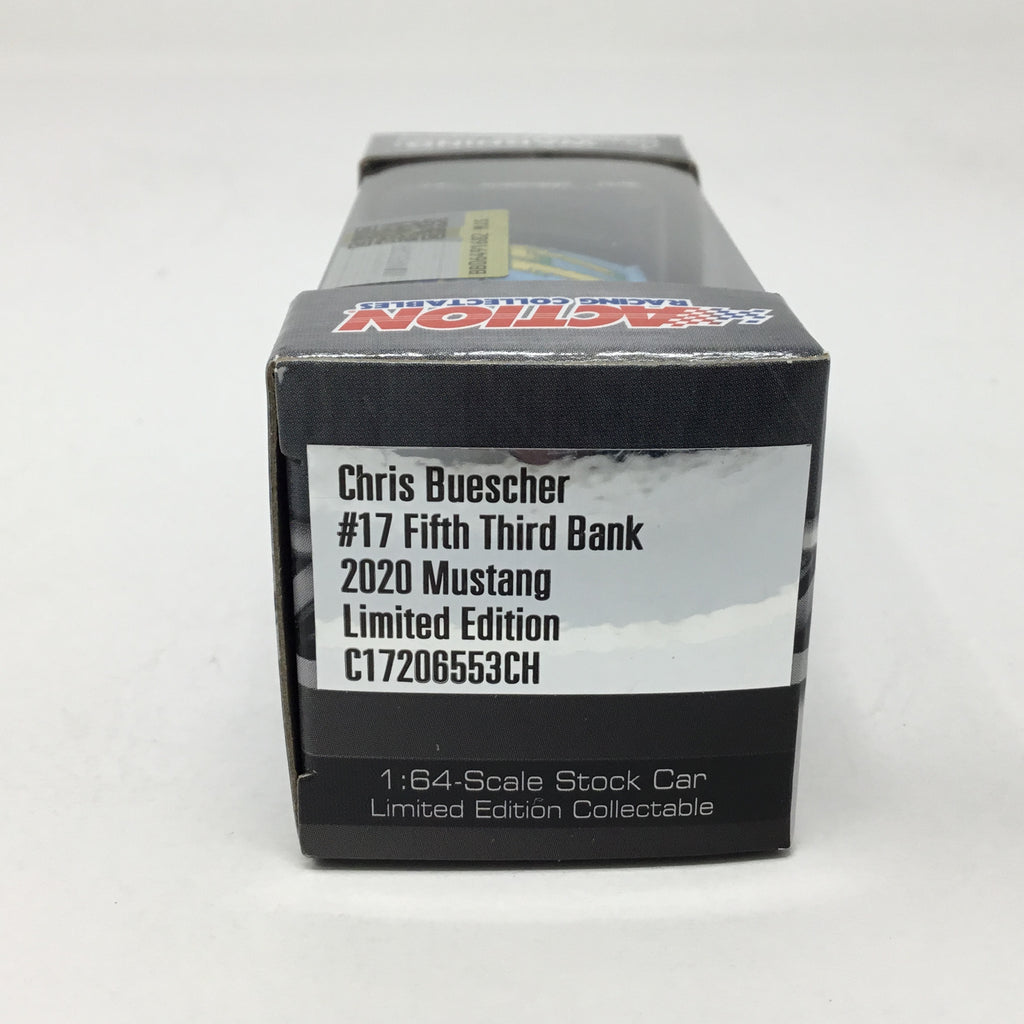 WARNING
ACTION
RACING COLLECTABLES
Chris Buescher
#17 Fifth Third Bank
2020 Mustang
Limited Edition
C17206553CH
1:64-Scale Stock Car
Limited Edition Collectable